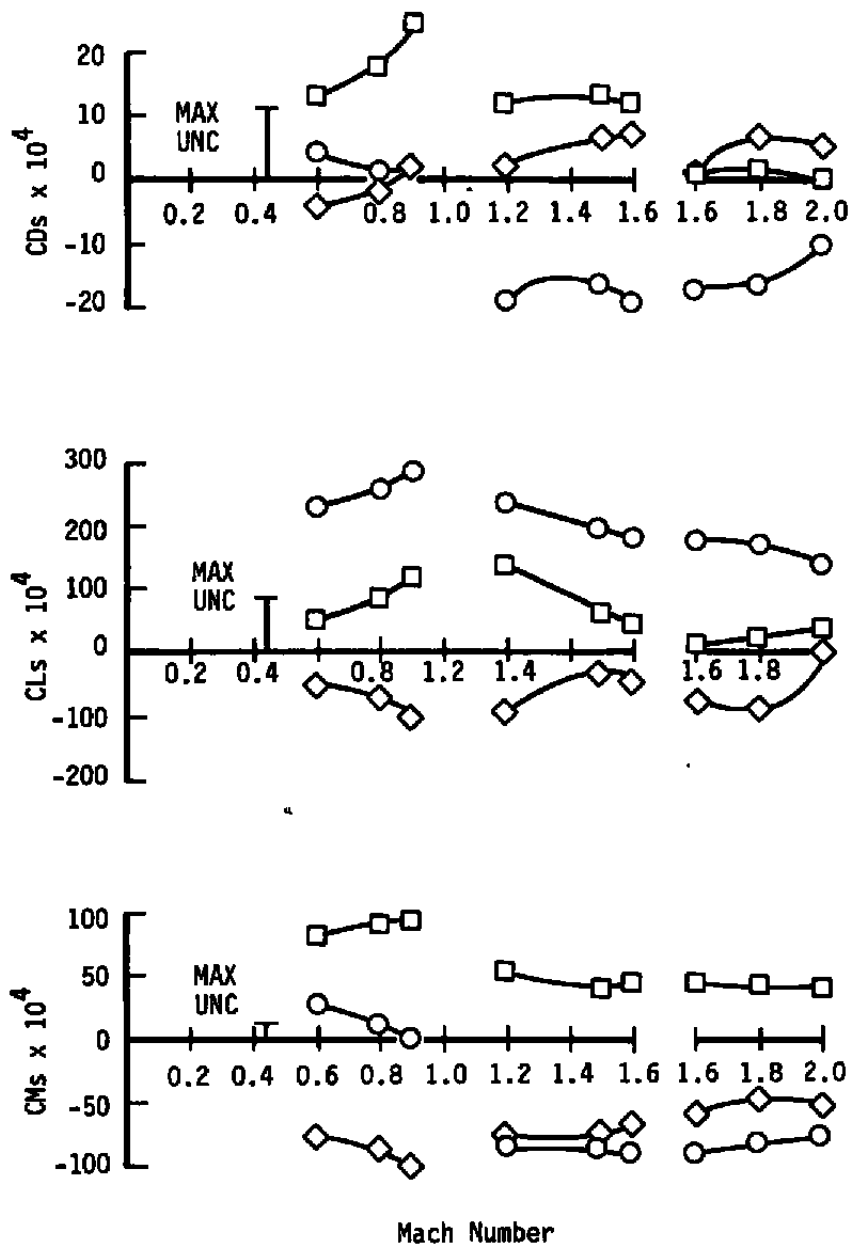 20
MAX
UNC
10
0
0.2 0.4 0.8 1.0 1.2 1.4 1.6 1.6 1.8 2.0
-10
-20
CDs x 10^4
300
200
MAX
UNC
100
0
0.2 0.4 0.8 1.2 1.4 1.6 1.8
-100
-200
CLs x 10^4
100
MAX
50
UNC
0
0.2 0.4 0.6 0.8 1.0 1.2 1.4 1.6 1.6 1.8 2.0
-50
-100
CMs x 10^4
Mach Number